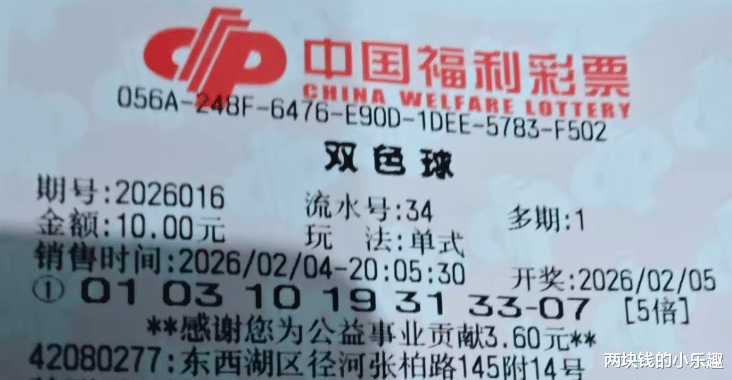 中国福利彩票
CHINA WELFARE LOTTERY
056A-248F-6476-E90D-1DEE-5783-F502
双色球
期号:2026016 流水号:34 多期:1
金额:10.00元 玩 法:单式
销售时间:2026/02/04-20:05:30 开奖:2026/02/05
① 01 03 10 19 31 33-07 [5倍]
**感谢您为公益事业贡献3.60元**
42080277:东西湖区径河张柏路145附14号
两块钱的小乐趣